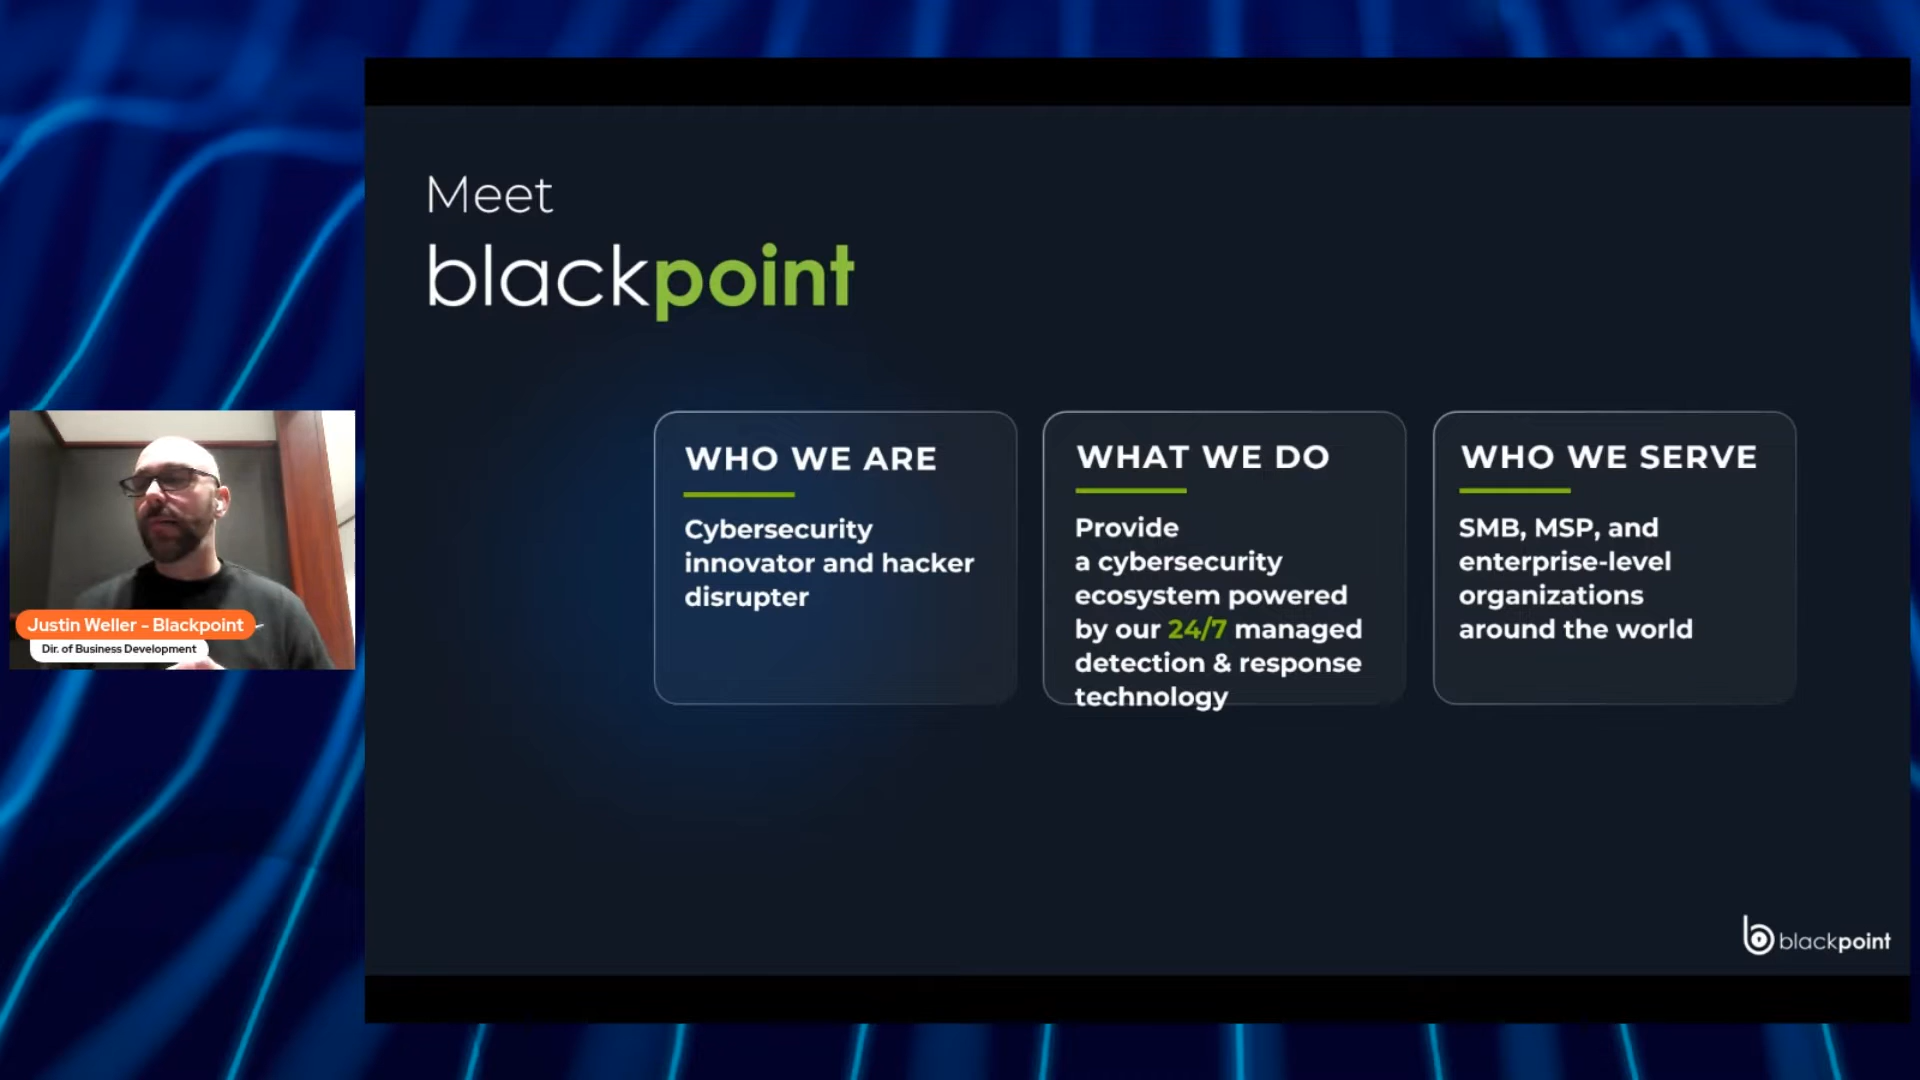 Meet
blackpoint
WHO WE ARE
Cybersecurity
innovator and hacker
disrupter
WHAT WE DO
Provide
a cybersecurity
ecosystem powered
by our 24/7 managed
detection & response
technology
WHO WE SERVE
SMB, MSP, and
enterprise-level
organizations
around the world
Justin Weller - Blackpoint
Dir. of Business Development
blackpoint